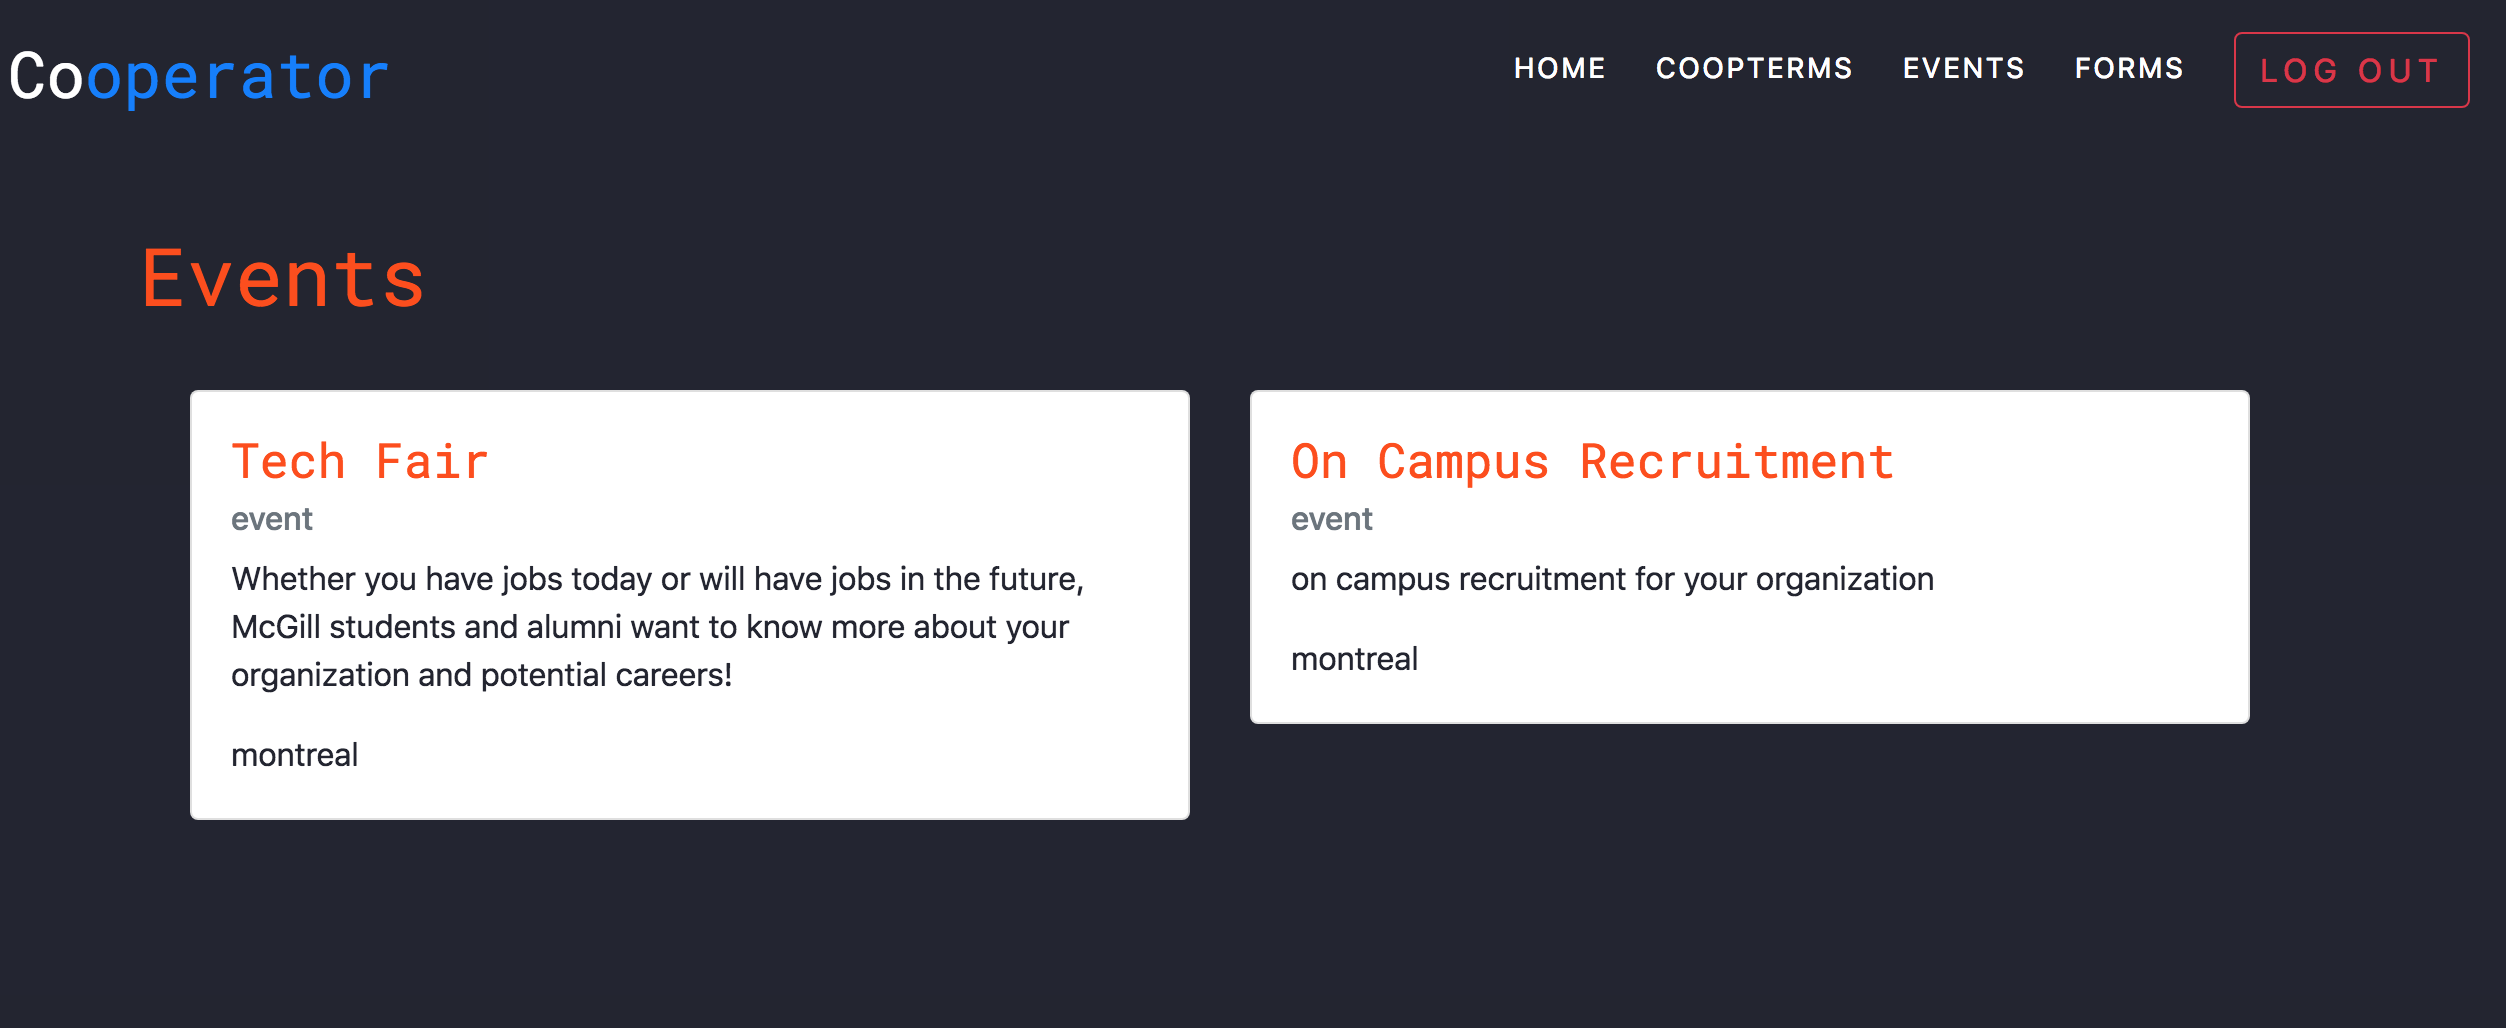 Cooperator
HOME COOPTERMS EVENTS FORMS LOG OUT
Events
Tech Fair
event
Whether you have jobs today or will have jobs in the future,
McGill students and alumni want to know more about your
organization and potential careers!
montreal
On Campus Recruitment
event
on campus recruitment for your organization
montreal